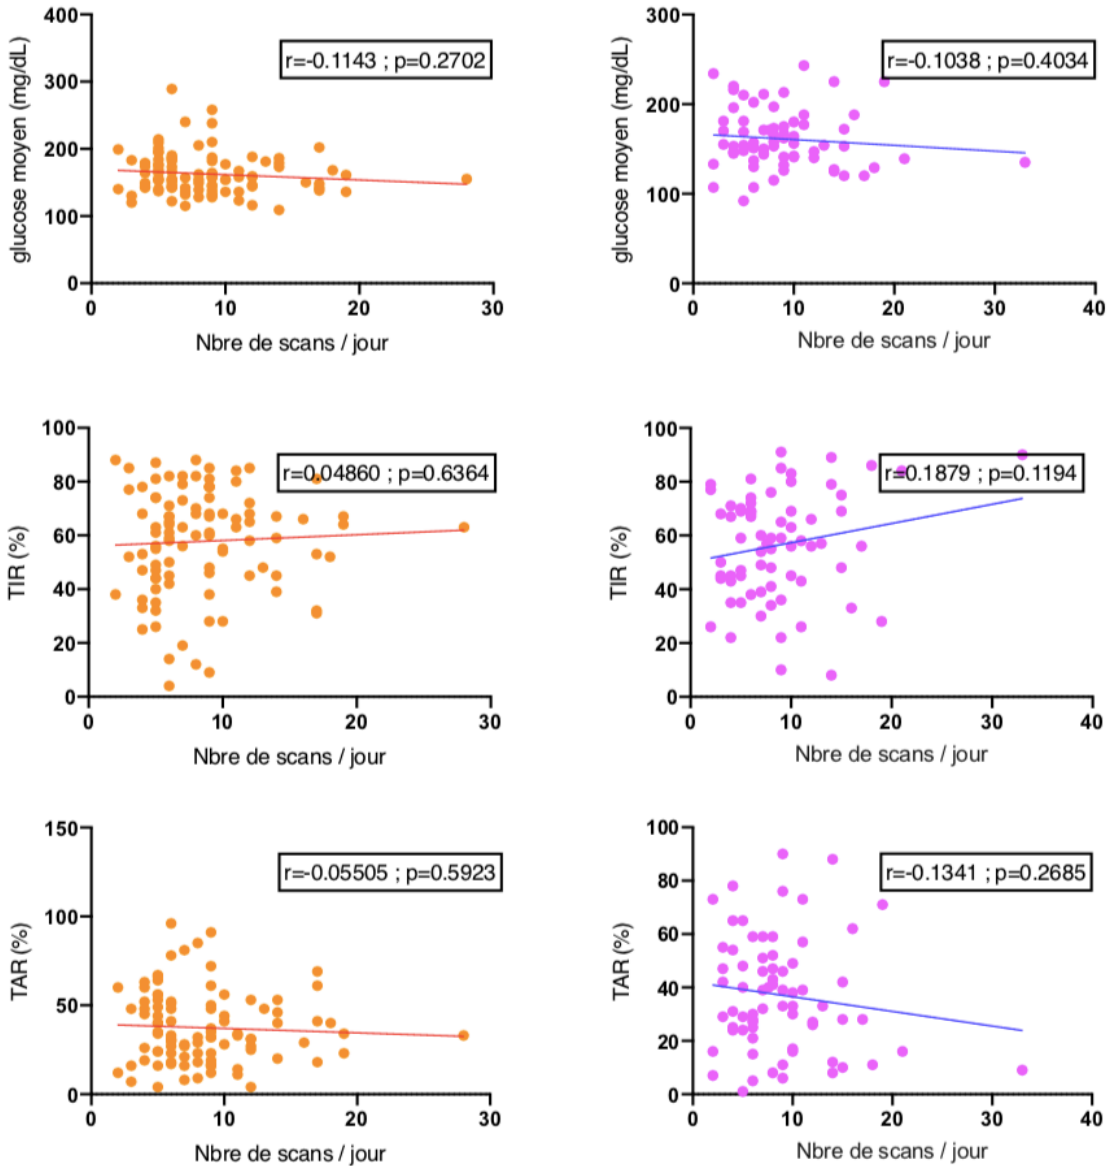 400
300
200
100
0
glucose moyen (mg/dL)
r=-0.1143 ; p=0.2702
0 10 20 30
Nbre de scans / jour
300
200
100
0
glucose moyen (mg/dL)
r=-0.1038 ; p=0.4034
0 10 20 30 40
Nbre de scans / jour
100
80
60
40
20
0
TIR (%)
r=0.04860 ; p=0.6364
0 10 20 30
Nbre de scans / jour
100
80
60
40
20
0
TIR (%)
r=0.1879 ; p=0.1194
0 10 20 30 40
Nbre de scans / jour
150
100
50
0
TAR (%)
r=-0.05505 ; p=0.5923
0 10 20 30
Nbre de scans / jour
100
80
60
40
20
0
TAR (%)
r=-0.1341 ; p=0.2685
0 10 20 30 40
Nbre de scans / jour